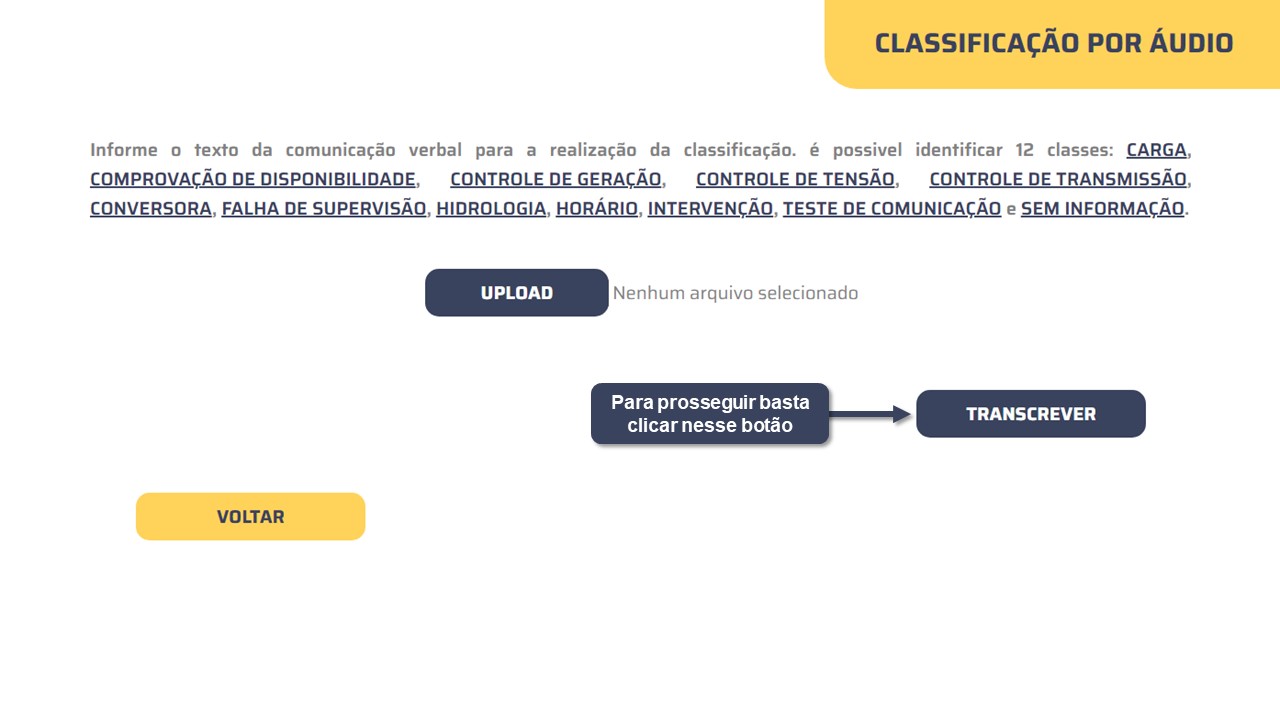 CLASSIFICAÇÃO POR ÁUDIO
Informe o texto da comunicação verbal para a realização da classificação. é possivel identificar 12 classes: CARGA,
COMPROVAÇÃO DE DISPONIBILIDADE, CONTROLE DE GERAÇÃO, CONTROLE DE TENSÃO, CONTROLE DE TRANSMISSÃO,
CONVERSORA, FALHA DE SUPERVISÃO, HIDROLOGIA, HORÁRIO, INTERVENÇÃO, TESTE DE COMUNICAÇÃO e SEM INFORMAÇÃO.
UPLOAD Nenhum arquivo selecionado
Para prosseguir basta
clicar nesse botão
TRANSCREVER
VOLTAR